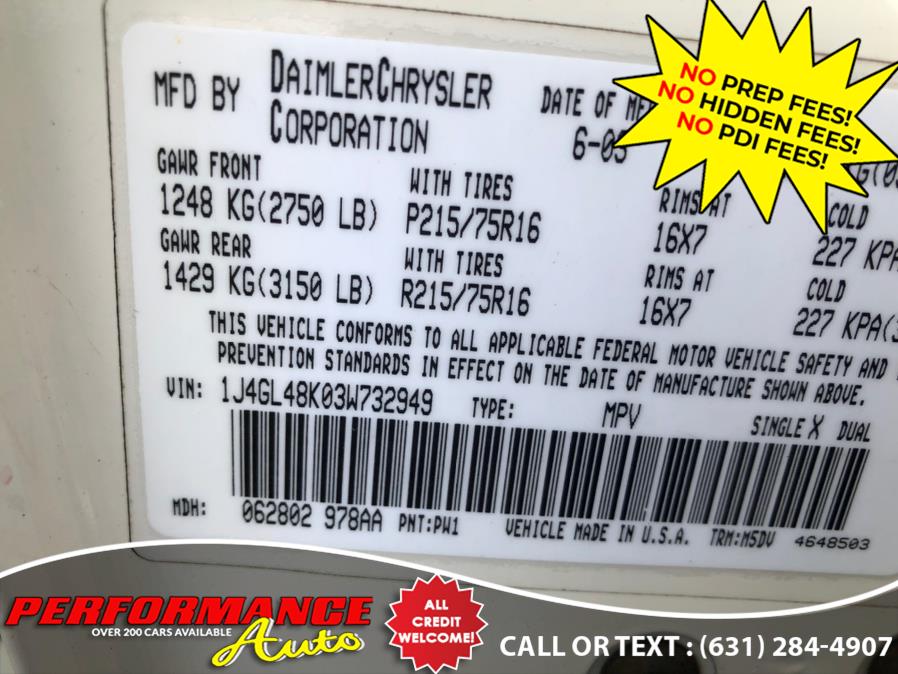 MFD BY DAIMLERCHRYSLER CORPORATION
DATE OF
6-03
GAWR FRONT WITH TIRES RIMS AT COLD
1248 KG(2750 LB) P215/75R16 16X7 227 KPA
GAWR REAR WITH TIRES RIMS AT COLD
1429 KG(3150 LB) R215/75R16 16X7 227 KPA(3
THIS VEHICLE CONFORMS TO ALL APPLICABLE FEDERAL MOTOR VEHICLE SAFETY AND
PREVENTION STANDARDS IN EFFECT ON THE DATE OF MANUFACTURE SHOWN ABOVE.
VIN: 1J4GL48K03W732949 TYPE: MPV SINGLE X DUAL
MDH: 062802 978AA PNT:PW1 VEHICLE MADE IN U.S.A. TRM:M5DV 4648503
NO PREP FEES!
NO HIDDEN FEES!
NO PDI FEES!
PERFORMANCE
OVER 200 CARS AVAILABLE Auto
ALL
CREDIT
WELCOME!
CALL OR TEXT : (631) 284-4907